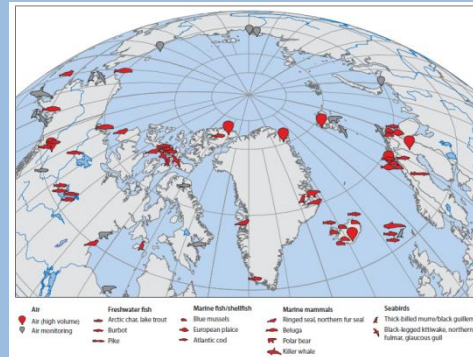 Air
Air (high volume)
Air monitoring
Freshwater fish
Arctic char, lake trout
Burbot
Pike
Marine fish/shellfish
Blue mussels
European plaice
Atlantic cod
Marine mammals
Ringed seal, northern fur seal
Beluga
Polar bear
Killer whale
Seabirds
Thick-billed murre/black guillem
Black-legged kittiwake, northern
fulmar, glaucous gull